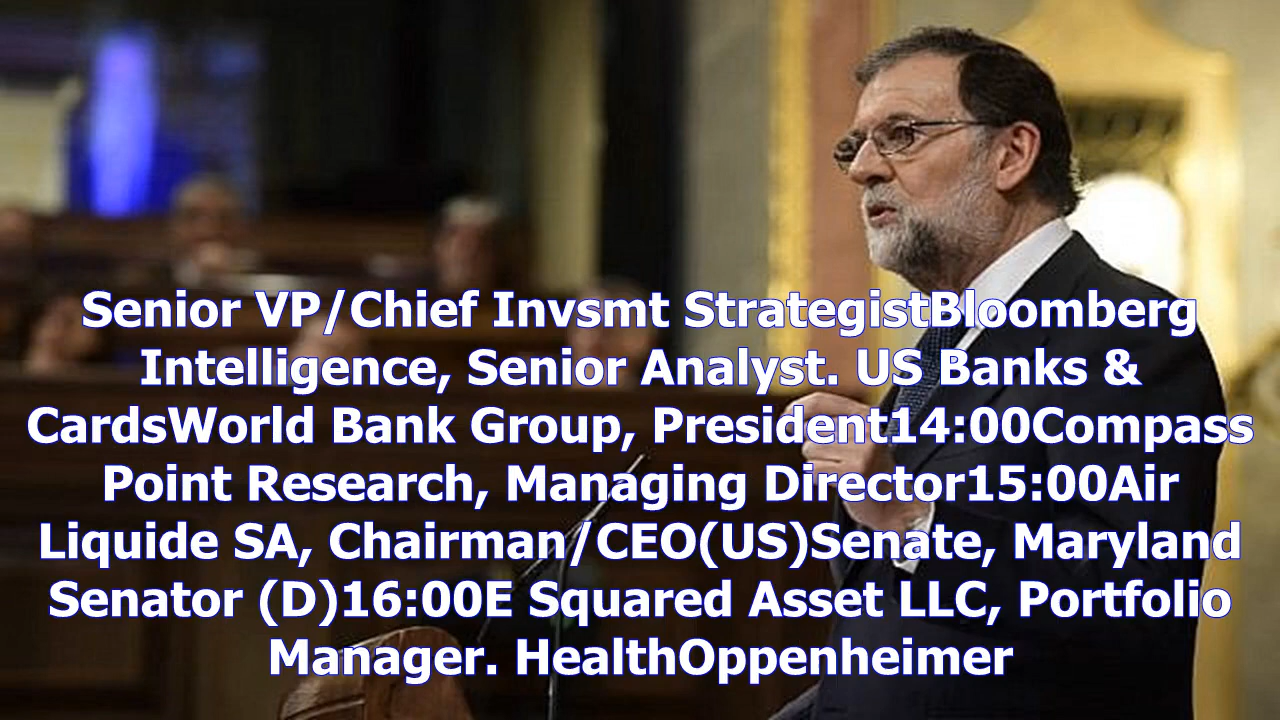 Senior VP/Chief Invsmt StrategistBloomberg
Intelligence, Senior Analyst. US Banks &
CardsWorld Bank Group, President14:00Compass
Point Research, Managing Director15:00Air
Liquide SA, Chairman/CEO(US)Senate, Maryland
Senator (D)16:00E Squared Asset LLC, Portfolio
Manager. HealthOppenheimer